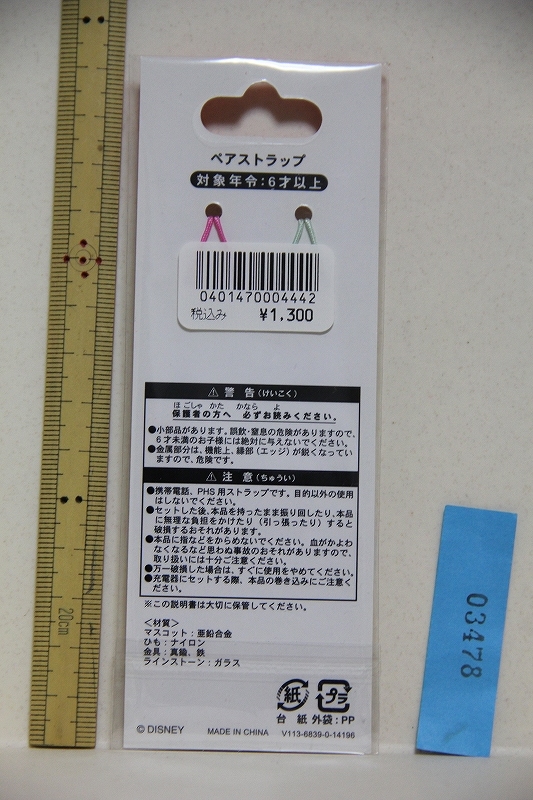 ペアストラップ
対象年令：6才以上
0401470004442
税込み ¥1,300
⚠ 警 告（けいこく）
ほごしゃ かた かなら よ
保護者の方へ 必ずお読みください。
●小部品があります。誤飲・窒息の危険がありますので、
6才未満のお子様には絶対に与えないでください。
●金属部分は、機能上、縁部（エッジ）が鋭くなってい
ますので、危険です。
⚠ 注 意（ちゅうい）
●携帯電話、PHS用ストラップです。目的以外の使用
はしないでください。
●セットした後、本品を持ったまま振り回したり、本品
に無理な負担をかけたり（引っ張ったり）すると
破損するおそれがあります。
●本品に指などをからめないでください。血がかよわ
なくなるなど思わぬ事故のおそれがありますので、
取り扱いには十分ご注意ください。
●万一破損した場合は、すぐに使用をやめてください。
●充電器にセットする際、本品の巻き込みにご注意く
ださい。
※この説明書は大切に保管してください。
＜材質＞
マスコット：亜鉛合金
ひも：ナイロン
金具：真鍮、鉄
ラインストーン：ガラス
紙 プラ
台 紙 外袋：PP
© DISNEY MADE IN CHINA V113-6839-0-14196
20cm
03478